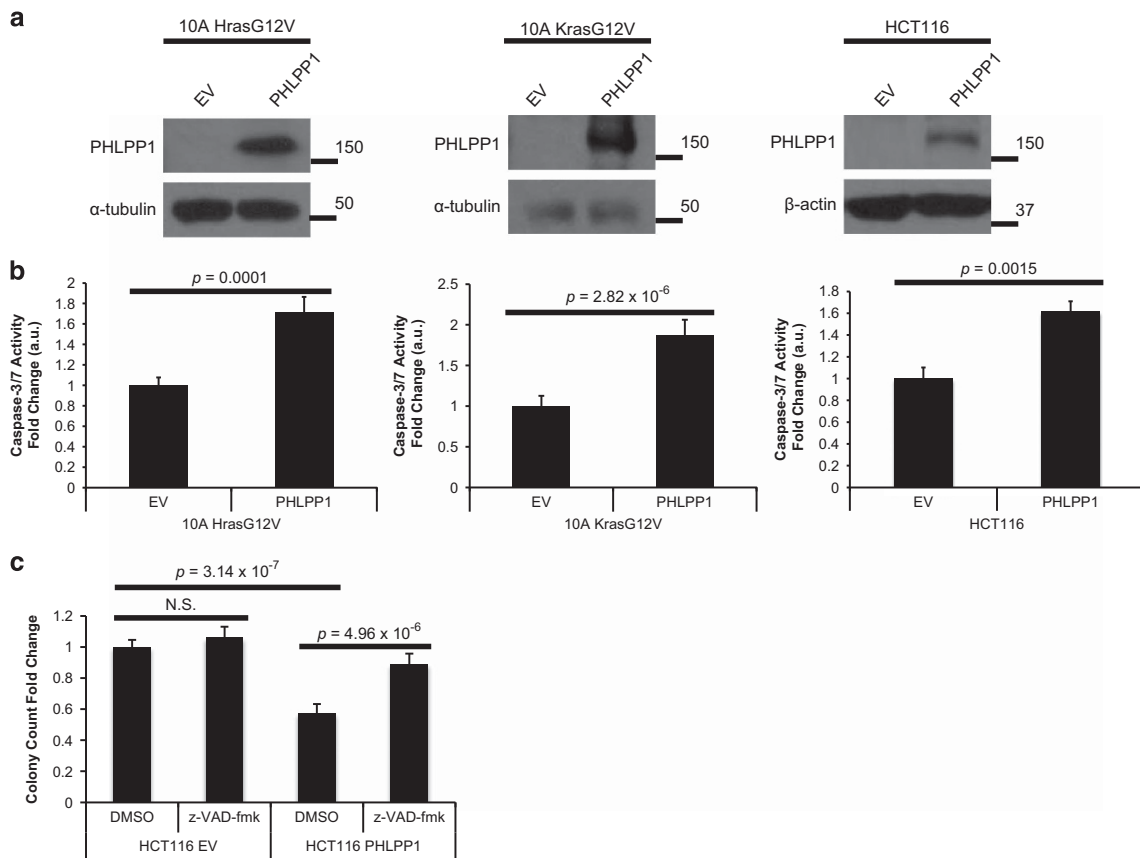 a
10A HrasG12V
EV
PHLPP1
PHLPP1
150
α-tubulin
50
10A KrasG12V
EV
PHLPP1
PHLPP1
150
α-tubulin
50
HCT116
EV
PHLPP1
PHLPP1
150
β-actin
37
b
Caspase-3/7 Activity
Fold Change (a.u.)
2
1.8
1.6
1.4
1.2
1
0.8
0.6
0.4
0.2
0
p = 0.0001
EV
PHLPP1
10A HrasG12V
Caspase-3/7 Activity
Fold Change (a.u.)
2.5
2
1.5
1
0.5
0
p = 2.82 x 10⁻⁶
EV
PHLPP1
10A KrasG12V
Caspase-3/7 Activity
Fold Change (a.u.)
1.8
1.6
1.4
1.2
1
0.8
0.6
0.4
0.2
0
p = 0.0015
EV
PHLPP1
HCT116
c
Colony Count Fold Change
1.2
1
0.8
0.6
0.4
0.2
0
p = 3.14 x 10⁻⁷
N.S.
p = 4.96 x 10⁻⁶
DMSO
z-VAD-fmk
DMSO
z-VAD-fmk
HCT116 EV
HCT116 PHLPP1